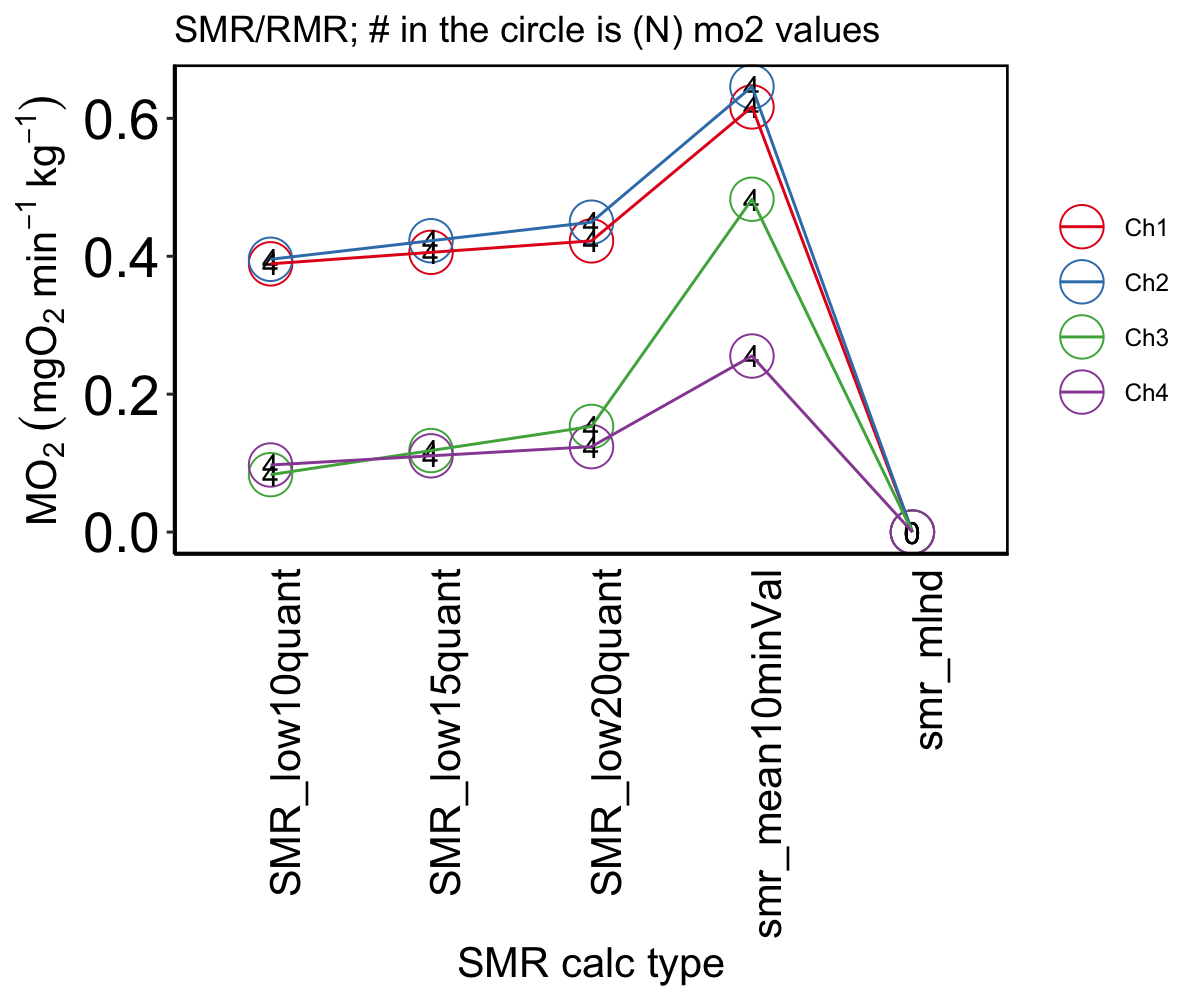 SMR/RMR; # in the circle is (N) mo2 values
MO₂ (mgO₂ min⁻¹ kg⁻¹)
0.6
0.4
0.2
0.0
4 4 4 4
4 4 4 4
4 4 4 4
4 4 4 4
0
SMR_low10quant
SMR_low15quant
SMR_low20quant
smr_mean10minVal
smr_mlnd
SMR calc type
Ch1
Ch2
Ch3
Ch4